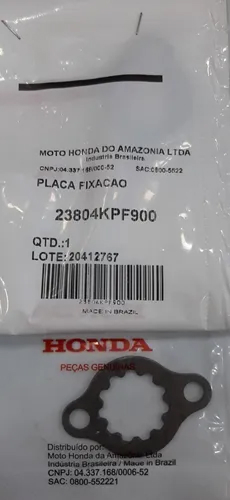 MOTO HONDA DO AMAZONIA LTDA
Industria Brasileira
CNPJ:04.337.168/0006-52 SAC:0800-5522
PLACA FIXACAO
23804KPF900
QTD.:1
LOTE:20412767
23804KPF900
MADE IN BRAZIL
HONDA
PEÇAS GENUÍNAS
Distribuído por:
Moto Honda da Amazônia Ltda
Indústria Brasileira / Made in Brazil
CNPJ: 04.337.168/0006-52
SAC: 0800-552221